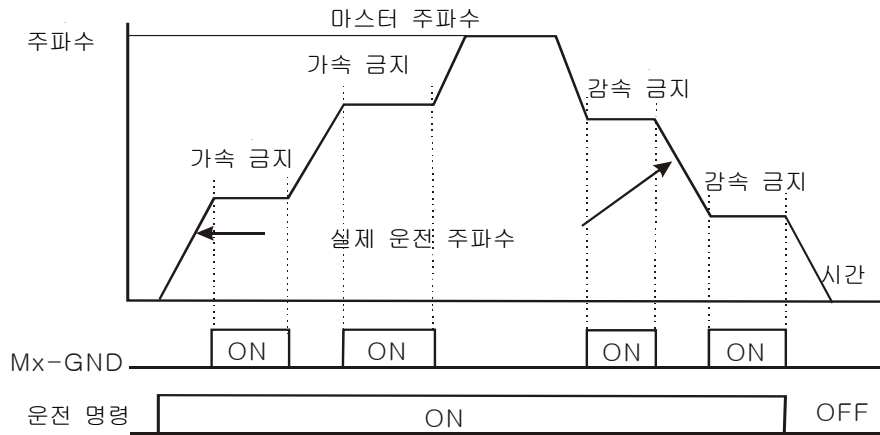 마스터 주파수
주파수
가속 금지
감속 금지
가속 금지
감속 금지
실제 운전 주파수
시간
ON
ON
ON
ON
Mx-GND
운전 명령
ON
OFF